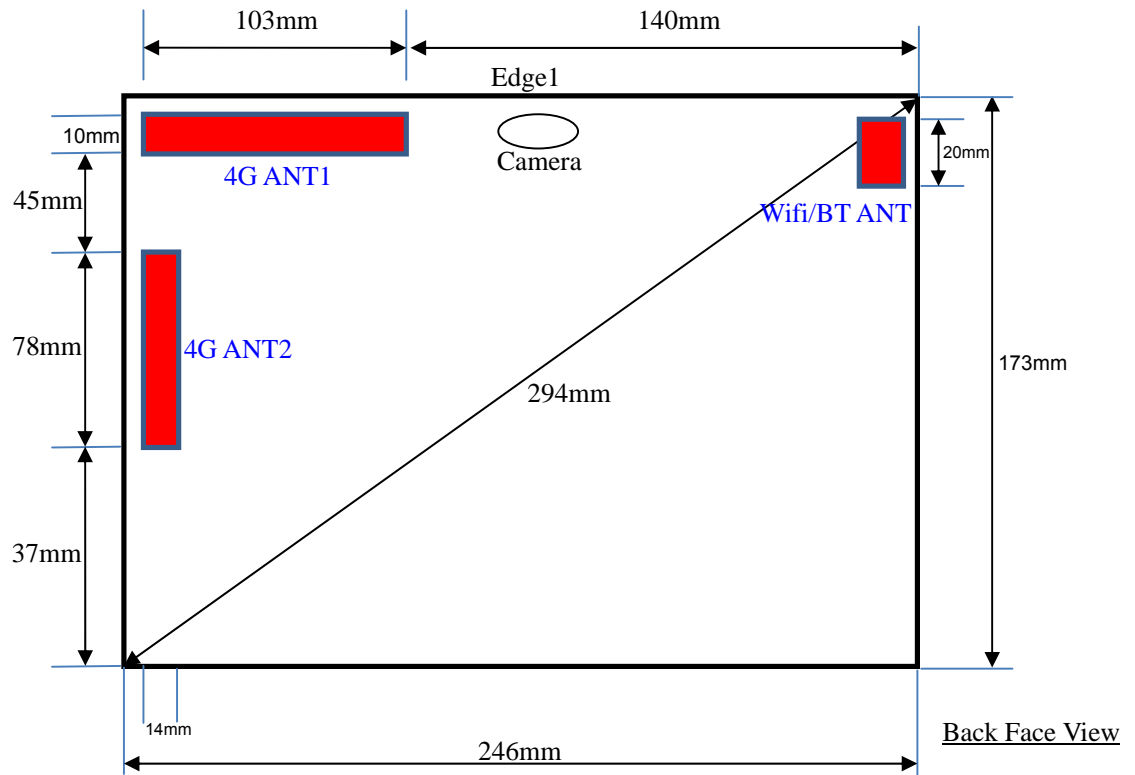 103mm
140mm
Edge1
10mm
Camera
20mm
4G ANT1
45mm
Wifi/BT ANT
78mm
4G ANT2
173mm
294mm
37mm
14mm
Back Face View
246mm